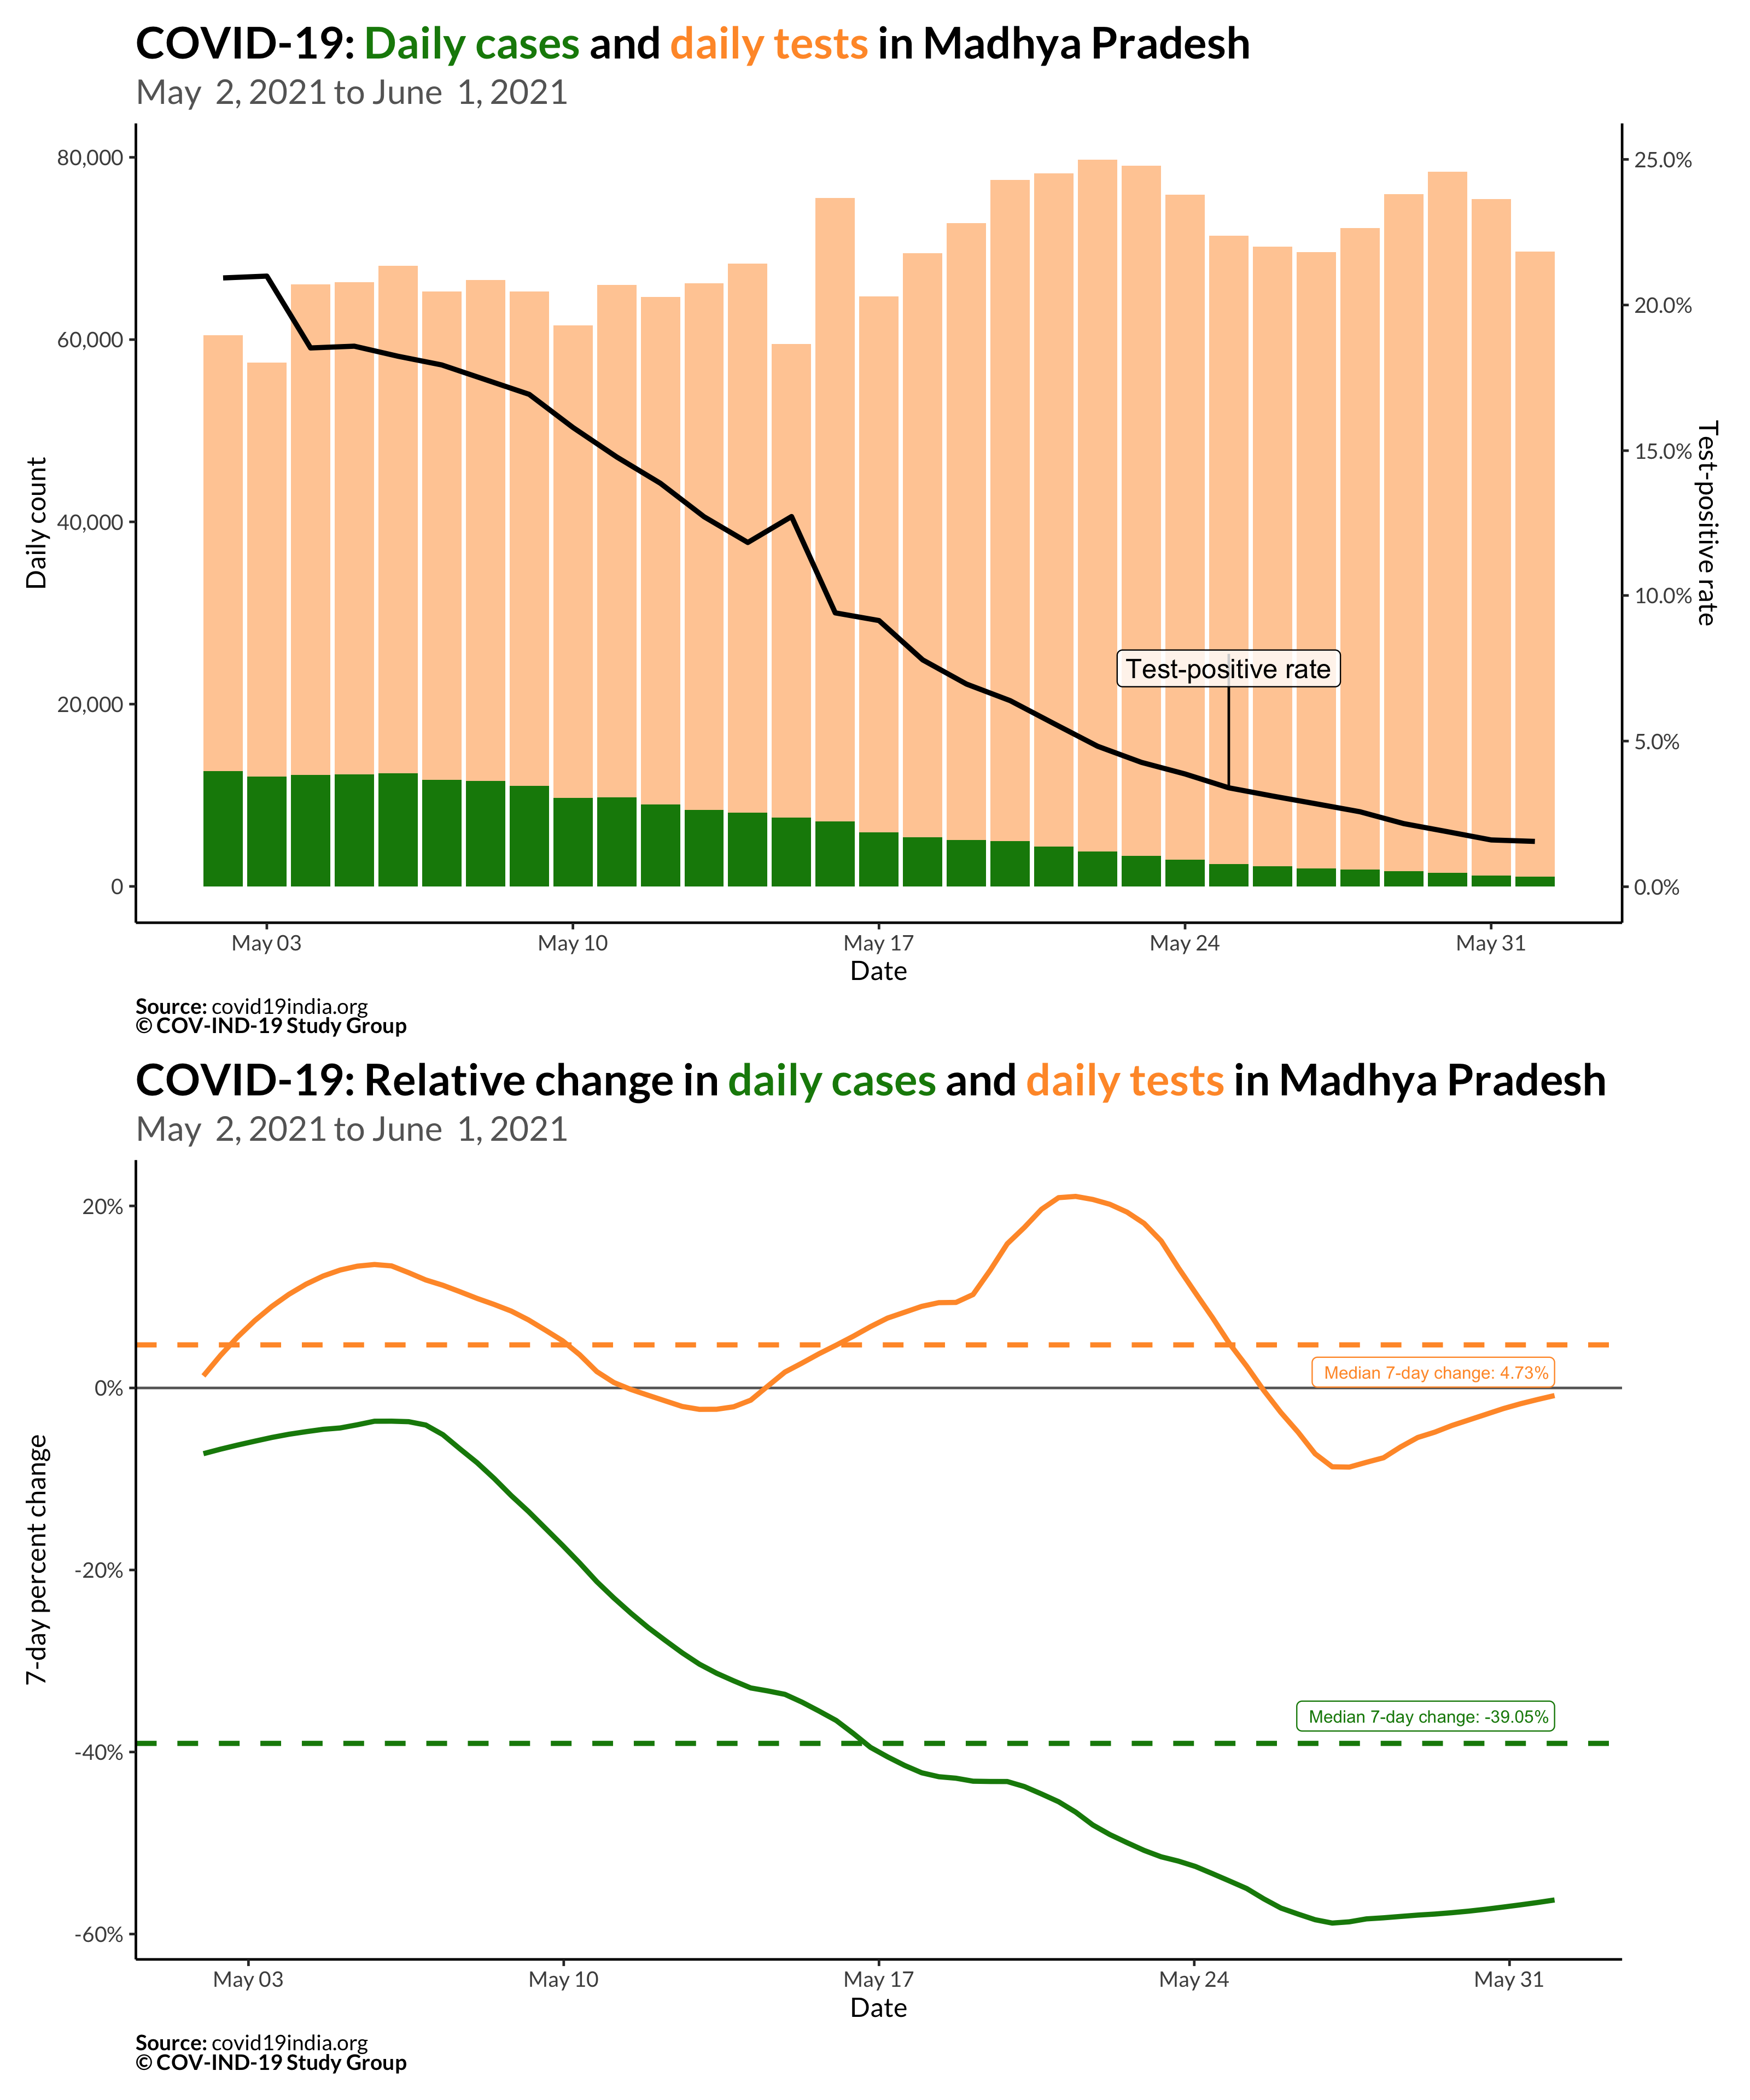 COVID-19: Daily cases and daily tests in Madhya Pradesh
May 2, 2021 to June 1, 2021
80,000
60,000
40,000
20,000
0
Daily count
25.0%
20.0%
15.0%
10.0%
5.0%
0.0%
Test-positive rate
Test-positive rate
May 03
May 10
May 17
May 24
May 31
Date
Source: covid19india.org
© COV-IND-19 Study Group
COVID-19: Relative change in daily cases and daily tests in Madhya Pradesh
May 2, 2021 to June 1, 2021
20%
0%
-20%
-40%
-60%
7-day percent change
Median 7-day change: 4.73%
Median 7-day change: -39.05%
May 03
May 10
May 17
May 24
May 31
Date
Source: covid19india.org
© COV-IND-19 Study Group